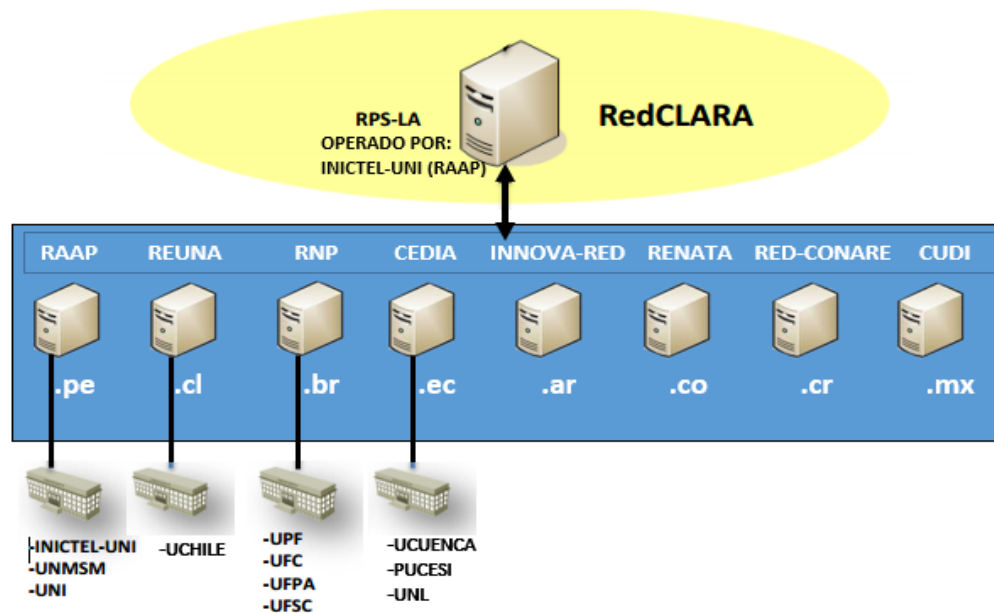 RPS-LA
OPERADO POR:
INICTEL-UNI (RAAP)
RedCLARA
RAAP REUNA RNP CEDIA INNOVA-RED RENATA RED-CONARE CUDI
.pe .cl .br .ec .ar .co .cr .mx
-INICTEL-UNI
-UNMSM
-UNI
-UCHILE
-UPF
-UFC
-UFPA
-UFSC
-UCUENCA
-PUCESI
-UNL